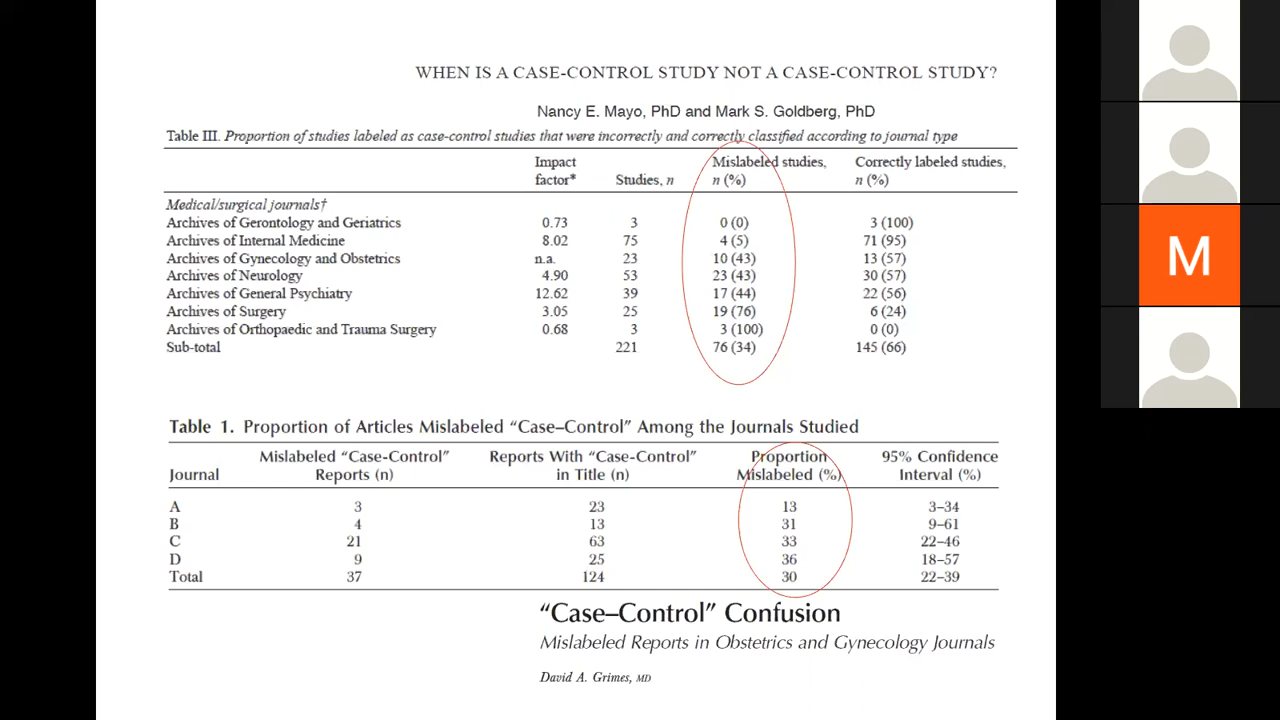 WHEN IS A CASE-CONTROL STUDY NOT A CASE-CONTROL STUDY?
Nancy E. Mayo, PhD and Mark S. Goldberg, PhD
Table III. Proportion of studies labeled as case-control studies that were incorrectly and correctly classified according to journal type
Impact factor* Studies, n Mislabeled studies, n (%) Correctly labeled studies, n (%)
Medical/surgical journals†
Archives of Gerontology and Geriatrics 0.73 3 0 (0) 3 (100)
Archives of Internal Medicine 8.02 75 4 (5) 71 (95)
Archives of Gynecology and Obstetrics n.a. 23 10 (43) 13 (57)
Archives of Neurology 4.90 53 23 (43) 30 (57)
Archives of General Psychiatry 12.62 39 17 (44) 22 (56)
Archives of Surgery 3.05 25 19 (76) 6 (24)
Archives of Orthopaedic and Trauma Surgery 0.68 3 3 (100) 0 (0)
Sub-total 221 76 (34) 145 (66)
Table 1. Proportion of Articles Mislabeled “Case–Control” Among the Journals Studied
Journal Mislabeled “Case-Control” Reports (n) Reports With “Case-Control” in Title (n) Proportion Mislabeled (%) 95% Confidence Interval (%)
A 3 23 13 3–34
B 4 13 31 9–61
C 21 63 33 22–46
D 9 25 36 18–57
Total 37 124 30 22–39
“Case–Control” Confusion
Mislabeled Reports in Obstetrics and Gynecology Journals
David A. Grimes, MD
M